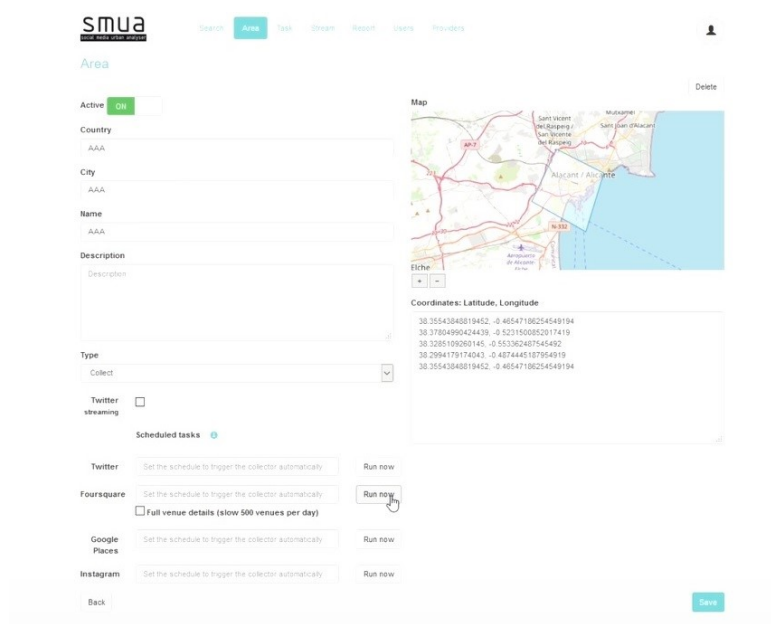 smua
social media urban analyser
Search Area Task Stream Report Users Providers
Area
Delete
Active ON
Country
AAA
City
AAA
Name
AAA
Description
Description
Type
Collect
Twitter
streaming
Scheduled tasks
Twitter Set the schedule to trigger the collector automatically Run now
Foursquare Set the schedule to trigger the collector automatically Run now
Full venue details (slow 500 venues per day)
Google
Places Set the schedule to trigger the collector automatically Run now
Instagram Set the schedule to trigger the collector automatically Run now
Back
Map
Sant Vicent
del Raspeig /
San Vicente
del Raspeig
Mutxamel
Sant Joan d'Alacant
AP-7
Alacant / Alicante
N-332
Elche
+ -
Coordinates: Latitude, Longitude
38.35543848819452, -0.46547186254549194
38.37804990424439, -0.5231500852017419
38.3285109260145, -0.553362487545492
38.2994179174043, -0.4874445187954919
38.35543848819452, -0.46547186254549194
Save